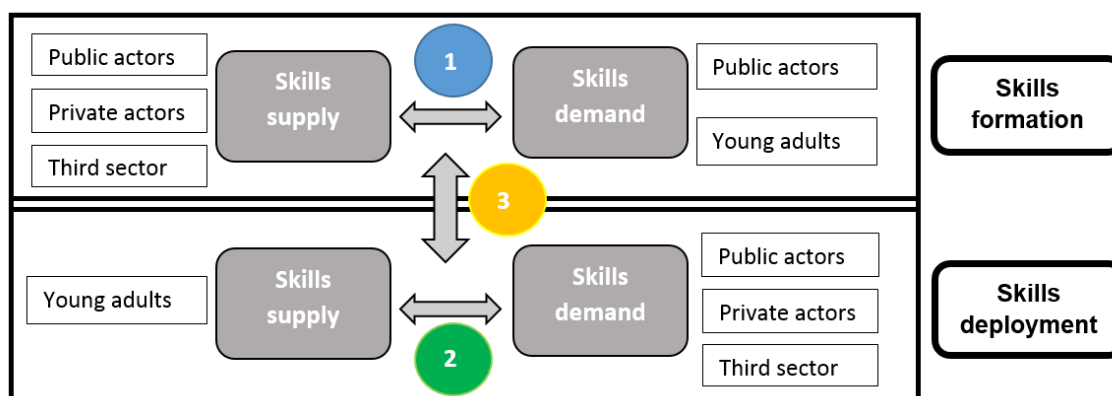 Public actors
Private actors
Third sector
Skills
supply
1
Skills
demand
Public actors
Young adults
Skills
formation
3
Young adults
Skills
supply
2
Skills
demand
Public actors
Private actors
Third sector
Skills
deployment